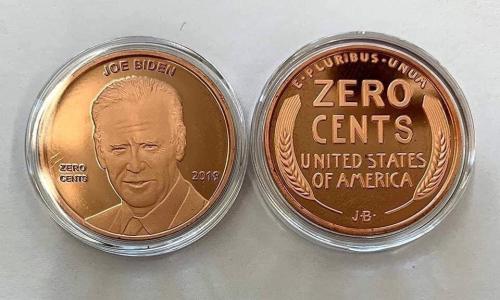 JOE BIDEN
ZERO
CENTS
2019
E·PLURIBUS·UNUM
ZERO
CENTS
UNITED STATES
OF AMERICA
J·B·